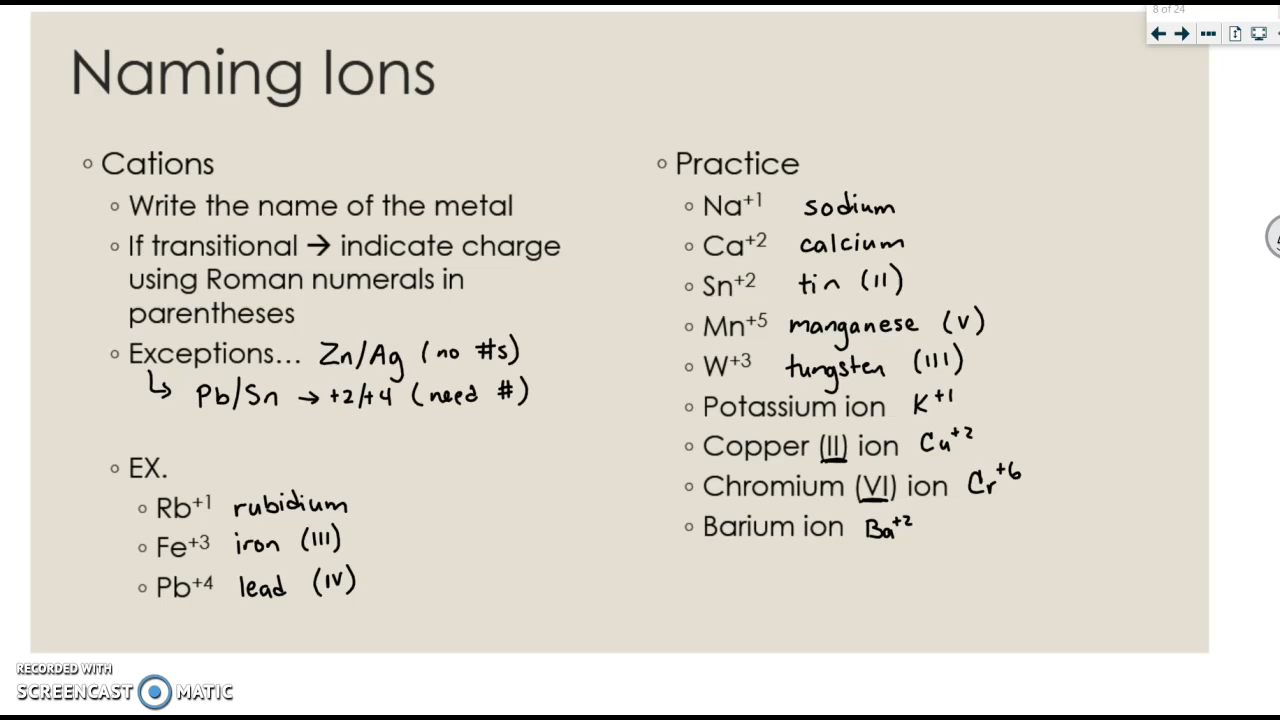 8 of 24
Naming Ions
◦ Cations
◦ Write the name of the metal
◦ If transitional → indicate charge
using Roman numerals in
parentheses
◦ Exceptions... Zn/Ag (no #s)
↳ Pb/Sn → +2/+4 (need #)
◦ EX.
◦ Rb+1 rubidium
◦ Fe+3 iron (III)
◦ Pb+4 lead (IV)
◦ Practice
◦ Na+1 sodium
◦ Ca+2 calcium
◦ Sn+2 tin (II)
◦ Mn+5 manganese (V)
◦ W+3 tungsten (III)
◦ Potassium ion K+1
◦ Copper (II) ion Cu+2
◦ Chromium (VI) ion Cr+6
◦ Barium ion Ba+2
RECORDED WITH
SCREENCAST MATIC